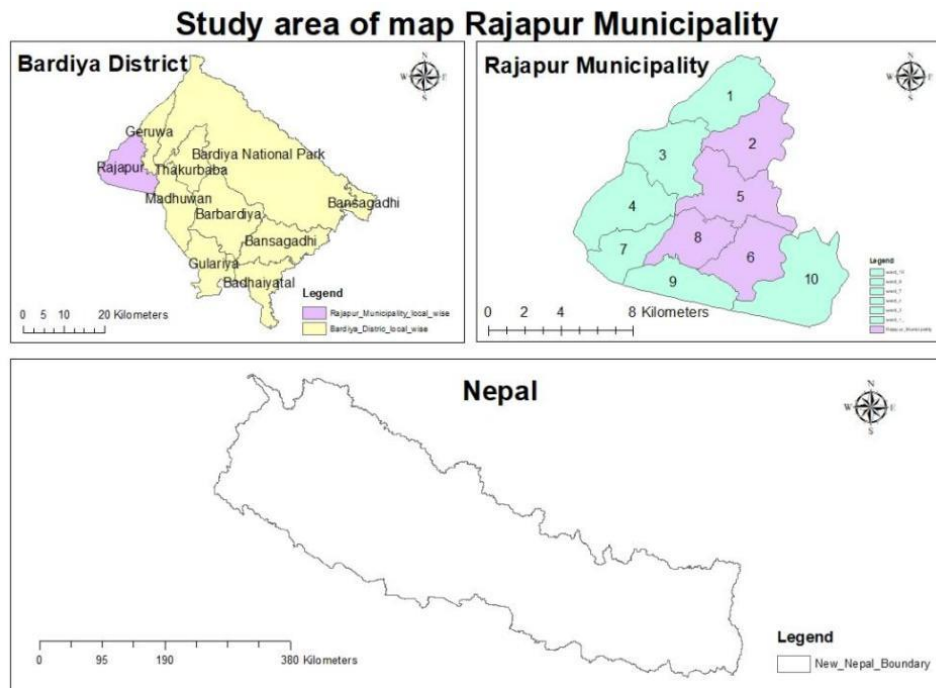 Study area of map Rajapur Municipality
Bardiya District
N
W E
S
Geruwa
Bardiya National Park
Rajapur
Thakurbaba
Madhuwan
Bansagadhi
Barbardiya
Bansagadhi
Gulariya
Badhaiyatal
Legend
Rajapur_Municipality_local_wise
Bardiya_Distric_local_wise
0 5 10 20 Kilometers
Rajapur Municipality
N
W E
S
1
2
3
5
4
8
7
6
9
10
Legend
Rajapur_Municipality
0 2 4 8 Kilometers
Nepal
N
W E
S
0 95 190 380 Kilometers
Legend
New_Nepal_Boundary